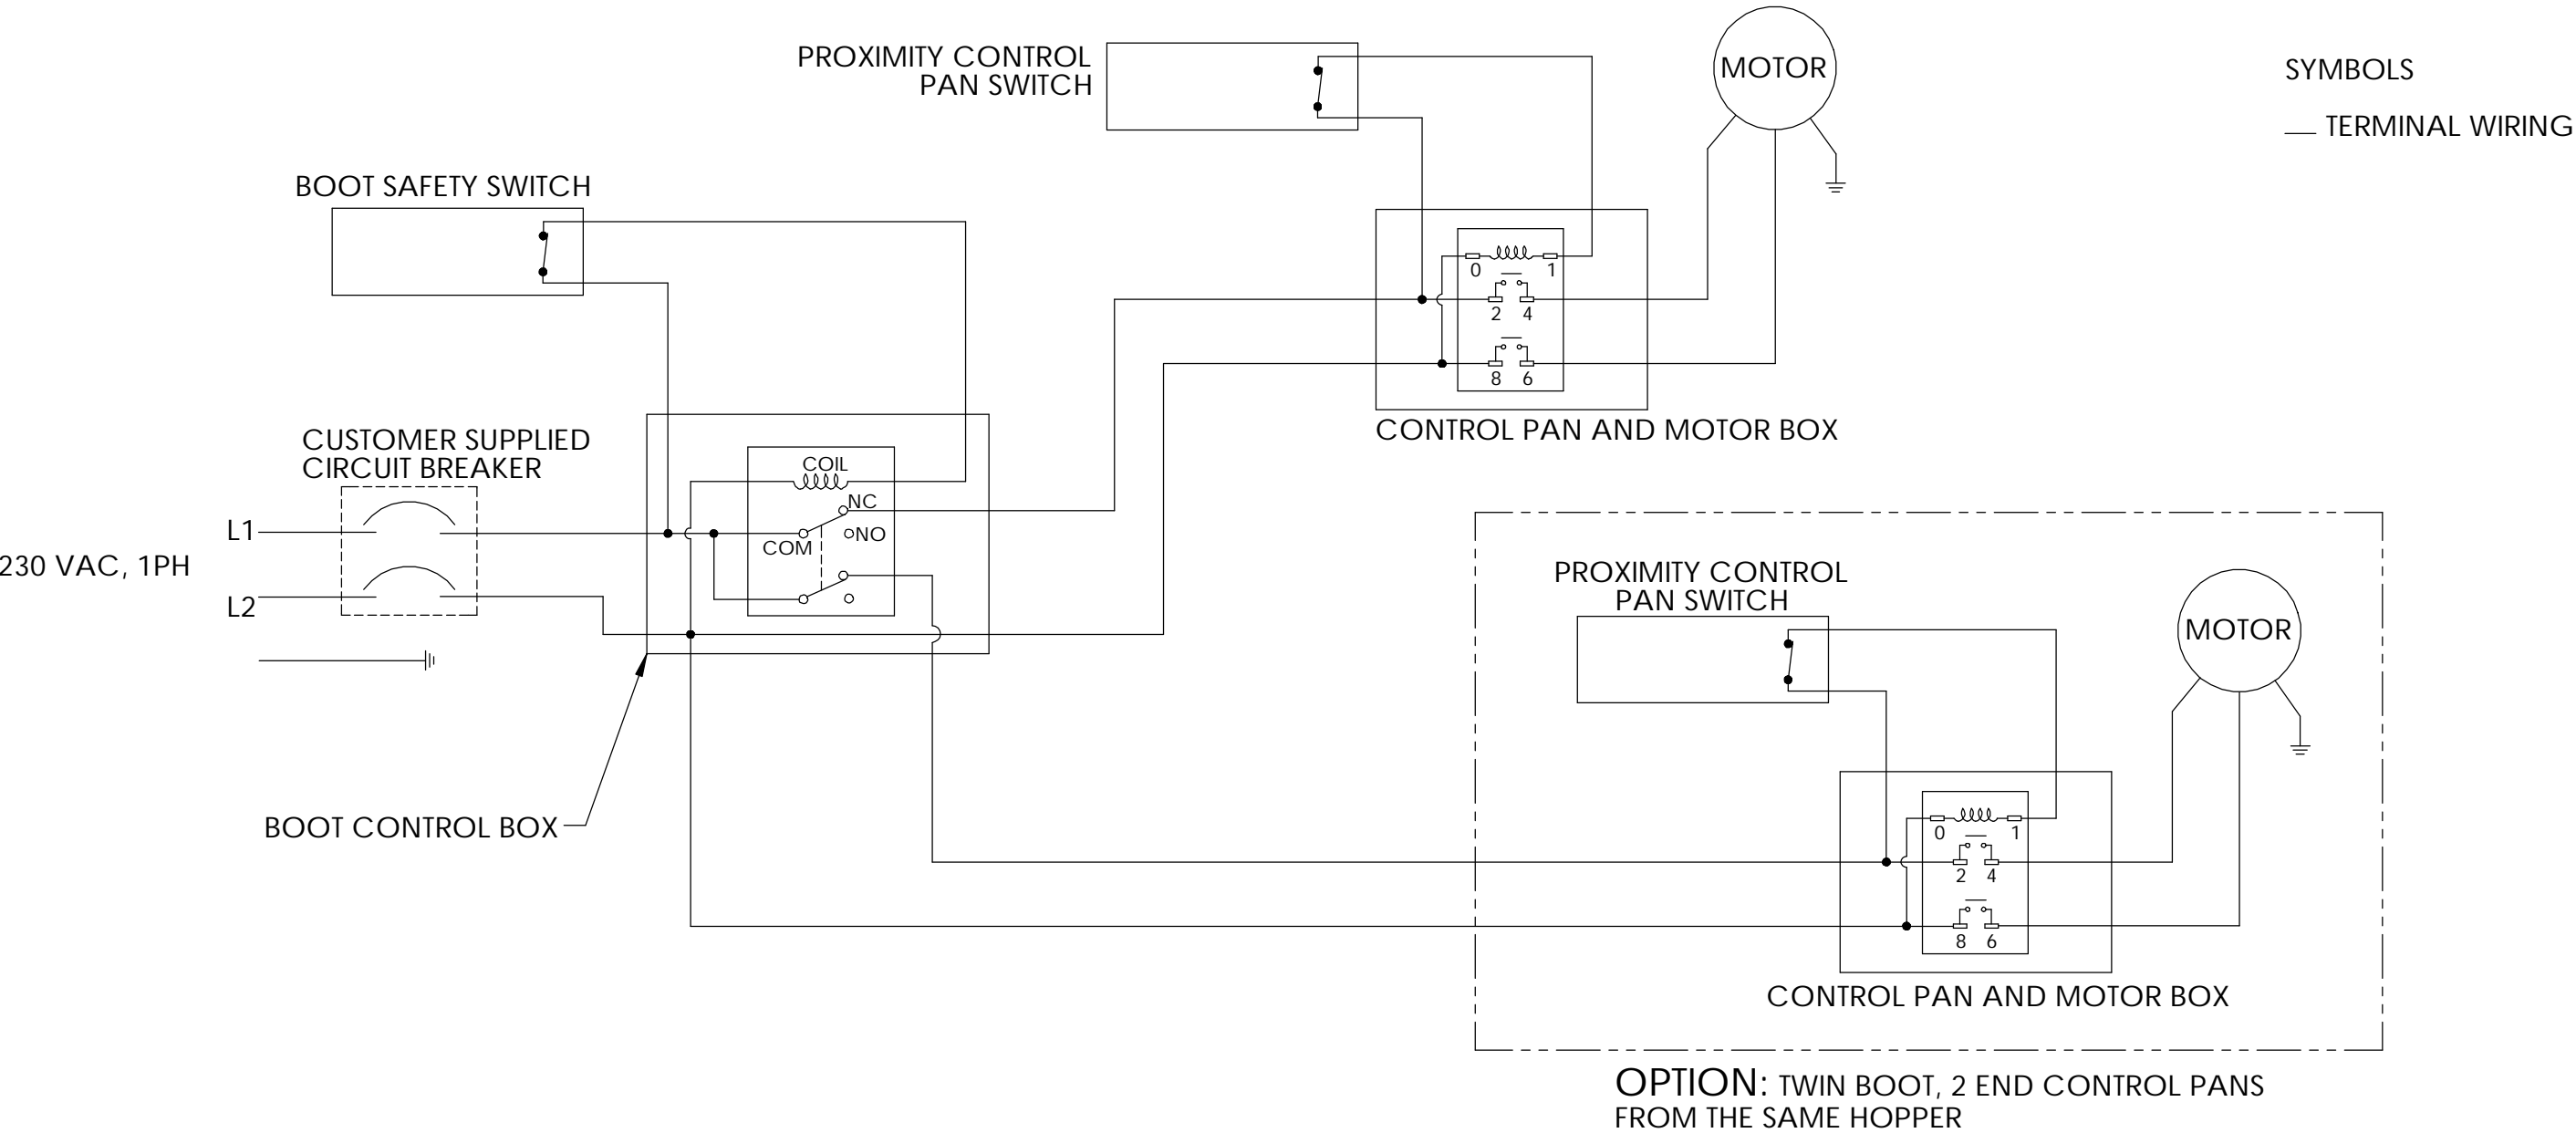 PROXIMITY CONTROL
PAN SWITCH
MOTOR
SYMBOLS
TERMINAL WIRING
BOOT SAFETY SWITCH
0 1
2 4
8 6
CONTROL PAN AND MOTOR BOX
CUSTOMER SUPPLIED
CIRCUIT BREAKER
COIL
NC
L1
COM NO
230 VAC, 1PH
L2
PROXIMITY CONTROL
PAN SWITCH
MOTOR
BOOT CONTROL BOX
0 1
2 4
8 6
CONTROL PAN AND MOTOR BOX
OPTION: TWIN BOOT, 2 END CONTROL PANS
FROM THE SAME HOPPER